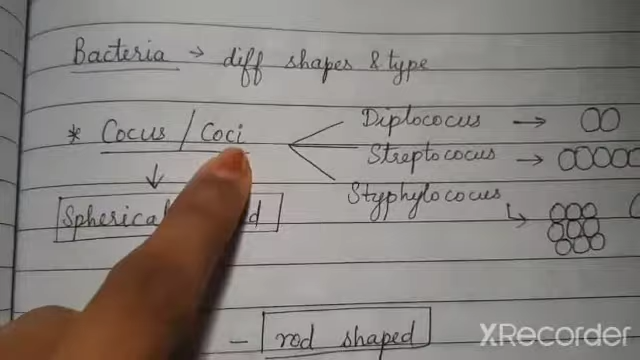 Bacteria → diff shapes & type
* Cocus / Coci
Diplococus →
Streptococus →
Styphylococus
Spherical
- rod shaped
XRecorder